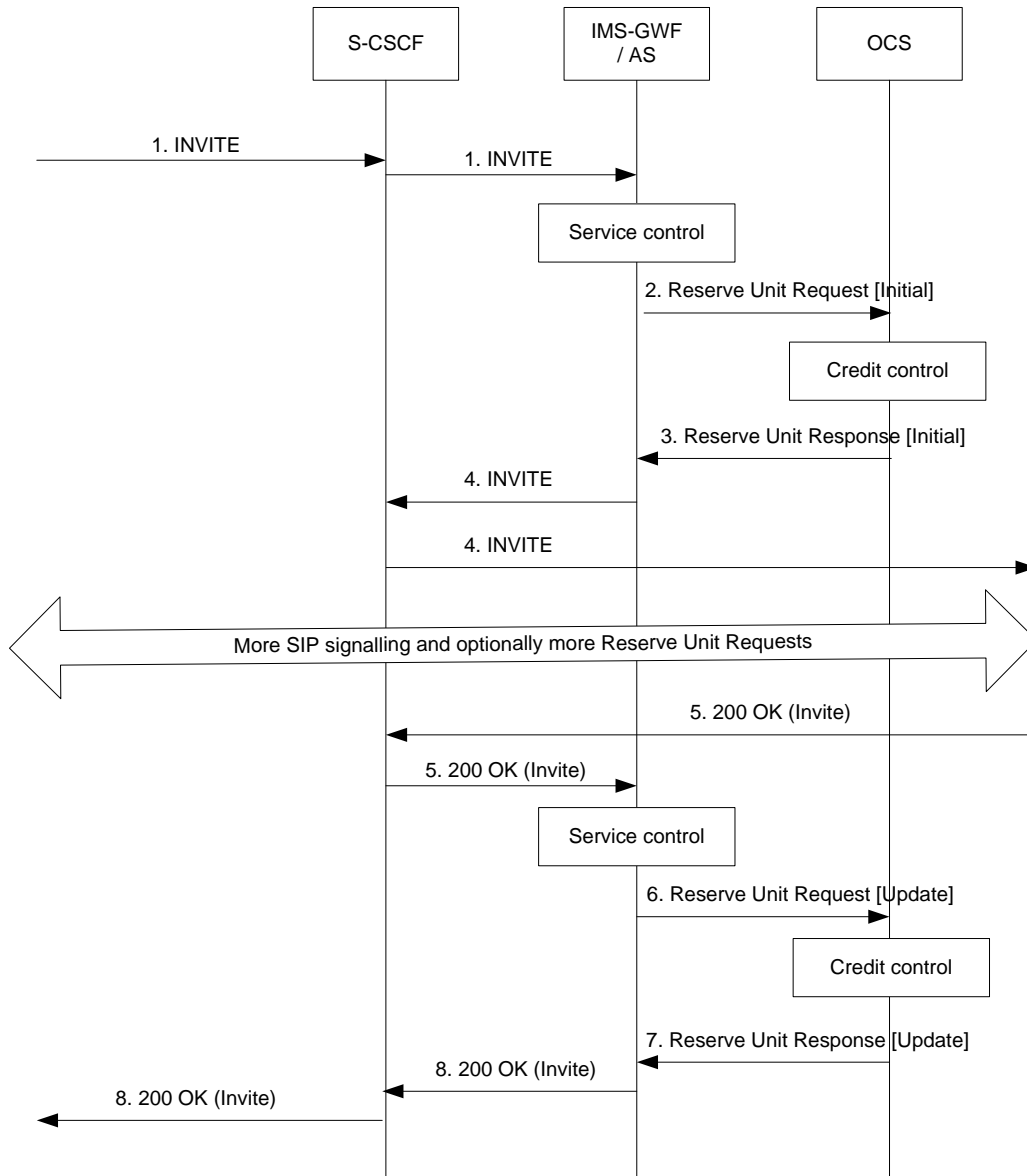 S-CSCF
IMS-GWF
/ AS
OCS
1. INVITE
1. INVITE
Service control
2. Reserve Unit Request [Initial]
Credit control
3. Reserve Unit Response [Initial]
4. INVITE
4. INVITE
More SIP signalling and optionally more Reserve Unit Requests
5. 200 OK (Invite)
5. 200 OK (Invite)
Service control
6. Reserve Unit Request [Update]
Credit control
7. Reserve Unit Response [Update]
8. 200 OK (Invite)
8. 200 OK (Invite)